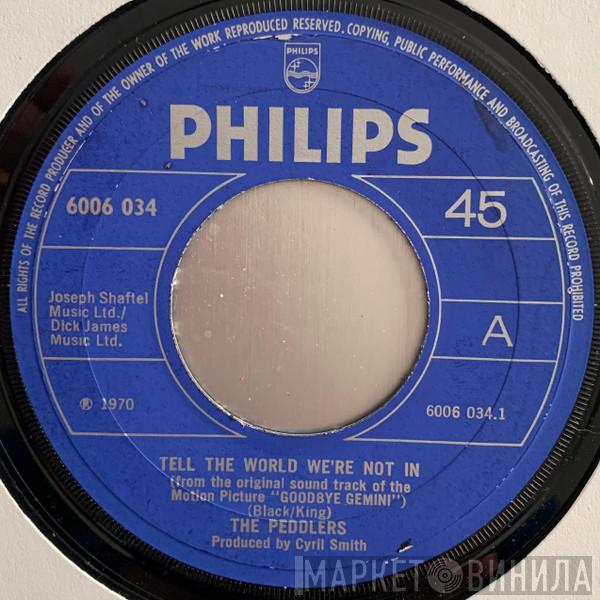 ALL RIGHTS OF THE RECORD PRODUCER AND OF THE OWNER OF THE WORK REPRODUCED RESERVED. COPYING, PUBLIC PERFORMANCE AND BROADCASTING OF THIS RECORD PROHIBITED
PHILIPS
PHILIPS
6006 034
45
Joseph Shaftel
Music Ltd./
Dick James
Music Ltd.
A
℗ 1970
6006 034.1
TELL THE WORLD WE'RE NOT IN
(from the original sound track of the
Motion Picture "GOODBYE GEMINI")
(Black/King)
THE PEDDLERS
Produced by Cyril Smith
МАРКЕТ ВИНИЛА